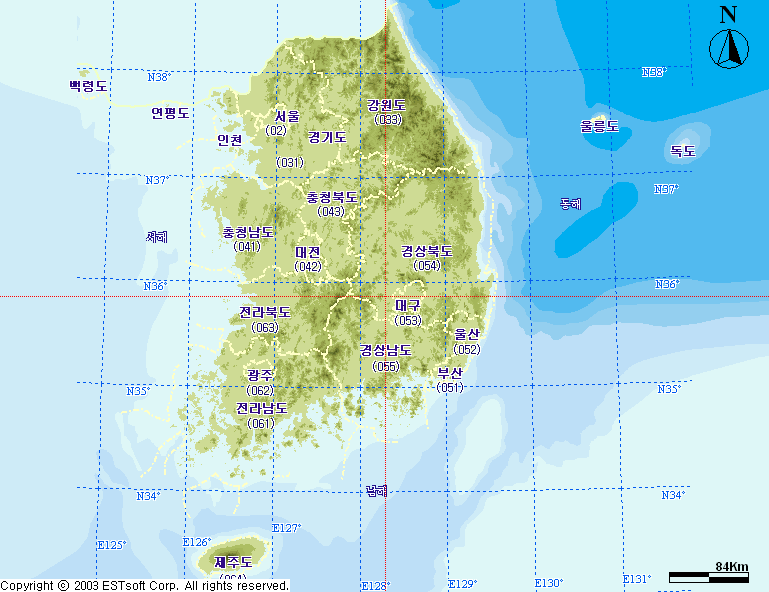 N
N38°
N38°
백령도
연평도
서울
(02)
강원도
(033)
울릉도
인천
경기도
독도
(031)
N37°
N37°
충청북도
(043)
동해
충청남도
(041)
서해
대전
(042)
경상북도
(054)
N36°
N36°
전라북도
(063)
대구
(053)
울산
(052)
경상남도
(055)
광주
(062)
부산
(051)
N35°
N35°
전라남도
(061)
남해
N34°
N34°
E127°
E125°
E126°
제주도
(064)
84Km
E128°
E129°
E130°
E131°
Copyright ⓒ 2003 ESTsoft Corp. All rights reserved.